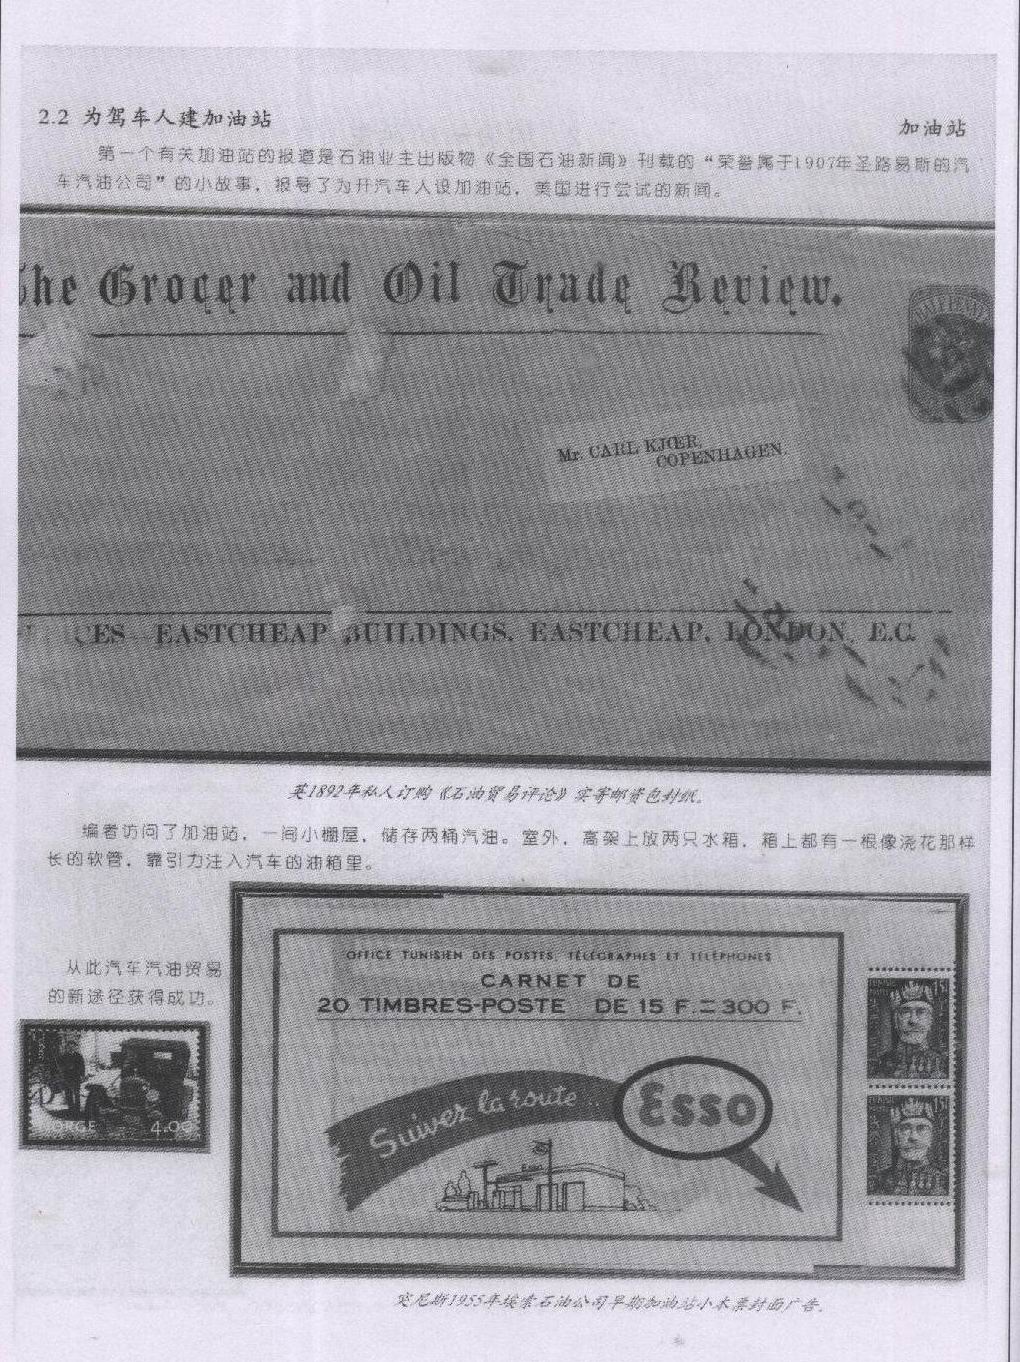 2.2 为驾车人建加油站
加油站
第一个有关加油站的报道是石油业主出版物《全国石油新闻》刊载的“荣誉属于1907年圣路易斯的汽
车汽油公司”的小故事，报导了为开汽车人设加油站，美国进行尝试的新闻。
The Grocer and Oil Trade Review.
HALFPENNY
Mr. CARL KJŒR,
COPENHAGEN.
CES EASTCHEAP BUILDINGS, EASTCHEAP, LONDON, E.C.
英1892年私人订购《石油贸易评论》实寄邮资包封纸。
编者访问了加油站，一间小棚屋，储存两桶汽油。室外，高架上放两只水箱，箱上都有一根像浇花那样
长的软管，靠引力注入汽车的油箱里。
从此汽车汽油贸易
的新途径获得成功。
NORGE 4.00
OFFICE TUNISIEN DES POSTES, TÉLÉGRAPHES ET TÉLÉPHONES
CARNET DE
20 TIMBRES-POSTE DE 15 F. = 300 F.
Suivez la route...
Esso
突尼斯1955年埃索石油公司早期加油站小本票封面广告。